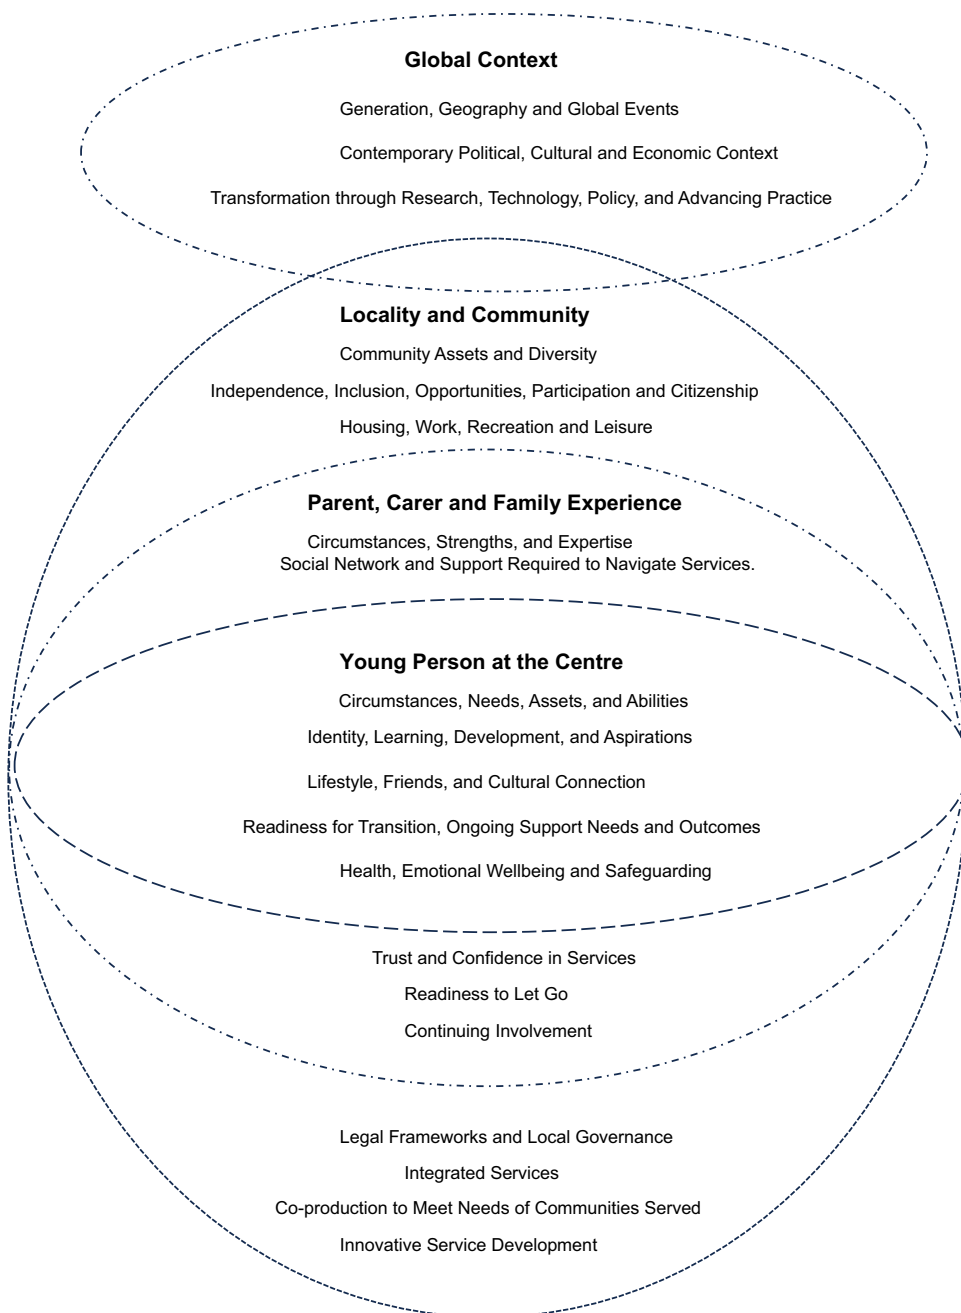 Global Context
Generation, Geography and Global Events
Contemporary Political, Cultural and Economic Context
Transformation through Research, Technology, Policy, and Advancing Practice
Locality and Community
Community Assets and Diversity
Independence, Inclusion, Opportunities, Participation and Citizenship
Housing, Work, Recreation and Leisure
Parent, Carer and Family Experience
Circumstances, Strengths, and Expertise
Social Network and Support Required to Navigate Services.
Young Person at the Centre
Circumstances, Needs, Assets, and Abilities
Identity, Learning, Development, and Aspirations
Lifestyle, Friends, and Cultural Connection
Readiness for Transition, Ongoing Support Needs and Outcomes
Health, Emotional Wellbeing and Safeguarding
Trust and Confidence in Services
Readiness to Let Go
Continuing Involvement
Legal Frameworks and Local Governance
Integrated Services
Co-production to Meet Needs of Communities Served
Innovative Service Development